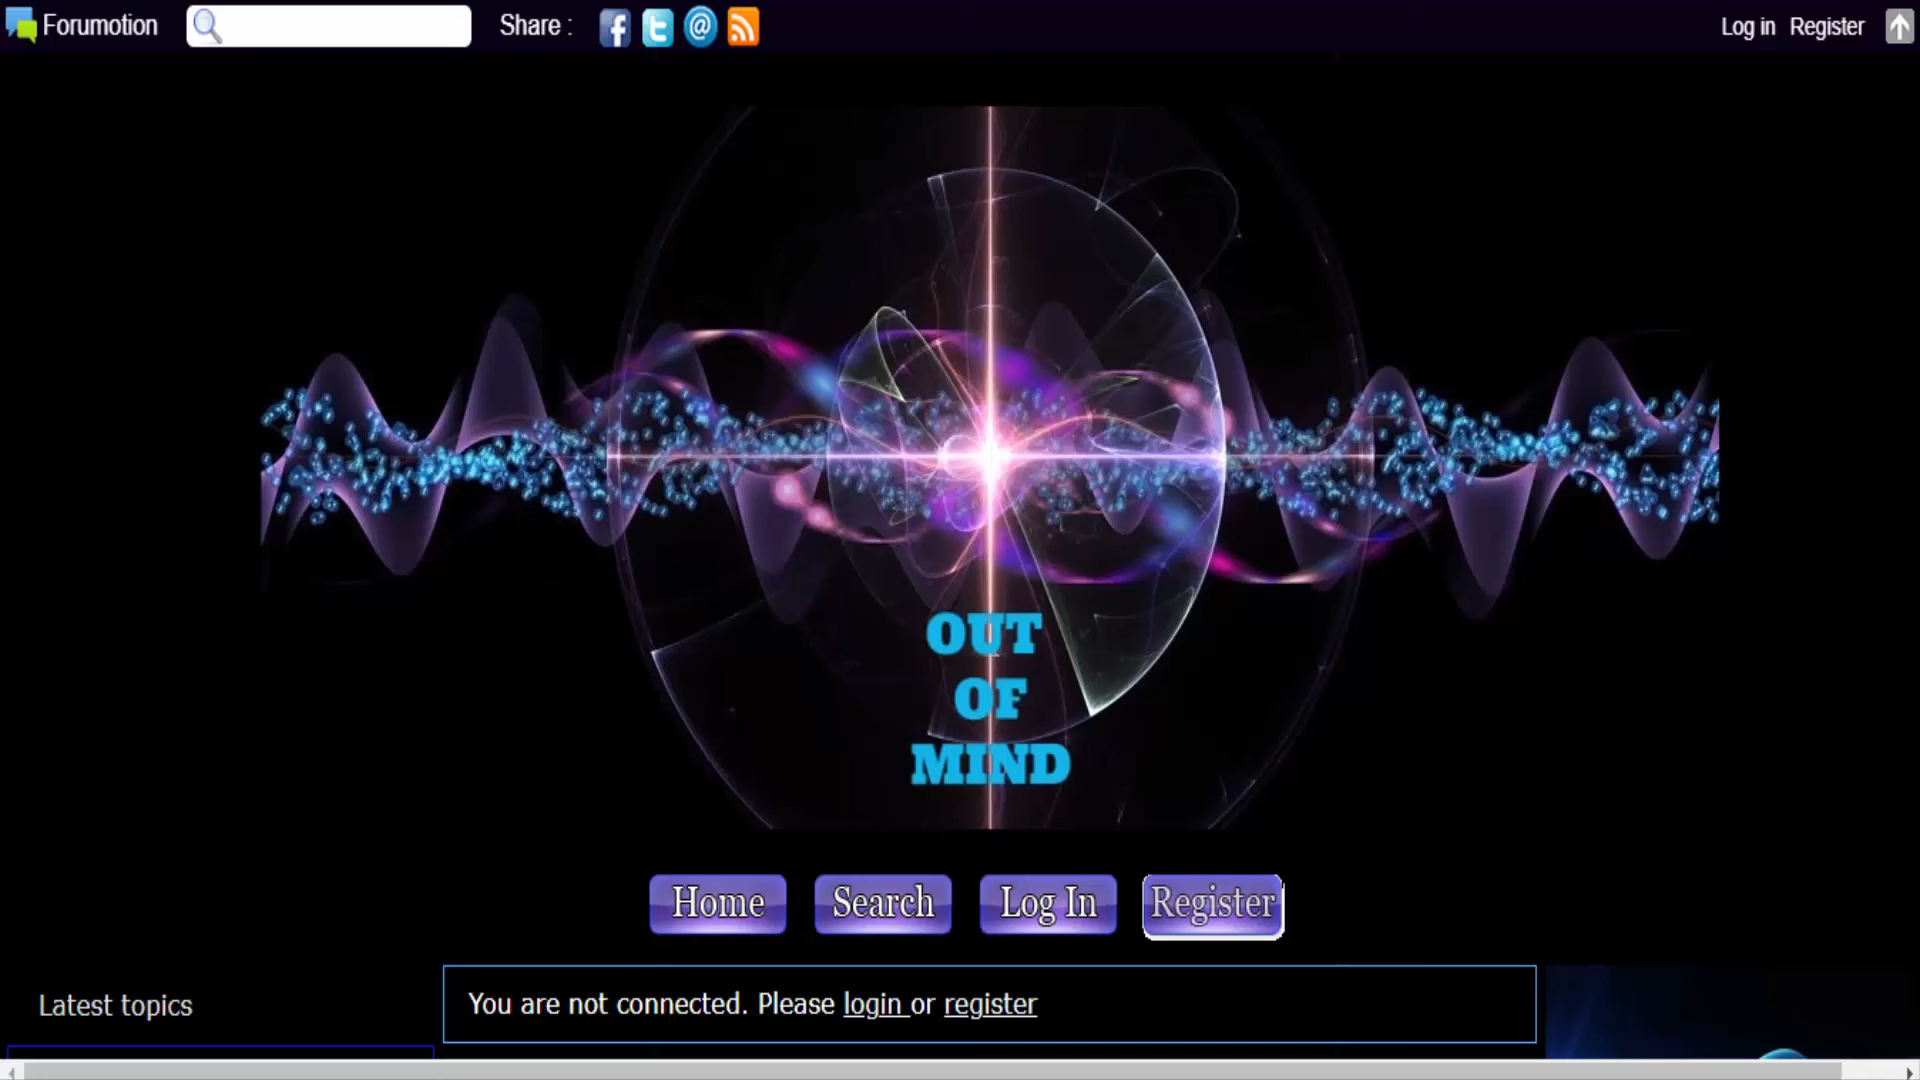 Forumotion
Share :
Log in Register
OUT
OF
MIND
Home
Search
Log In
Register
Latest topics
You are not connected. Please login or register